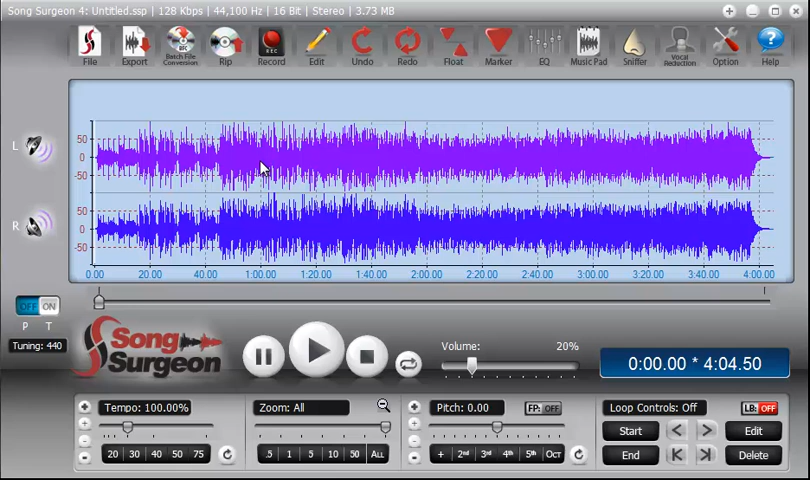 Song Surgeon 4: Untitled.ssp | 128 Kbps | 44,100 Hz | 16 Bit | Stereo | 3.73 MB
File Export Batch File Conversion Rip Record Edit Undo Redo Float Marker EQ Music Pad Sniffer Vocal Reduction Option Help
L
50
0
-50
R
50
0
-50
0.00 20.00 40.00 1:00.00 1:20.00 1:40.00 2:00.00 2:20.00 2:40.00 3:00.00 3:20.00 3:40.00 4:00.00
OFF ON
P T
Tuning: 440
Song Surgeon
Volume: 20%
0:00.00 * 4:04.50
Tempo: 100.00% Zoom: All Pitch: 0.00 FP: OFF Loop Controls: Off LB: OFF
Start Edit
20 30 40 50 75 .5 1 5 10 50 ALL + 2nd 3rd 4th 5th OCT End Delete